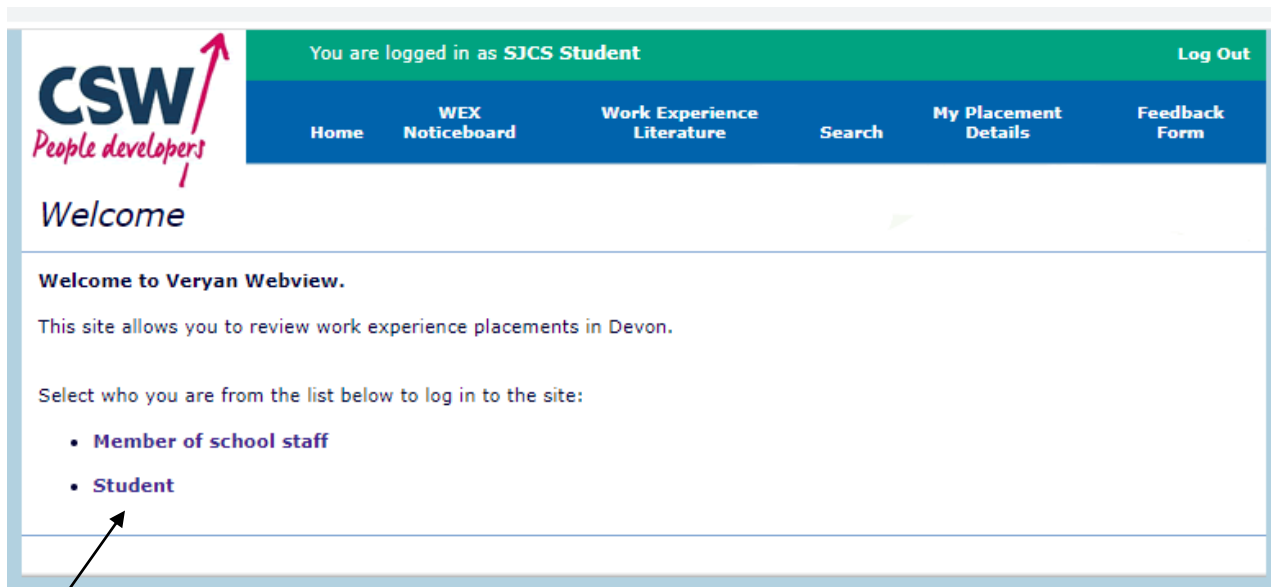 CSW
People developers
You are logged in as SJCS Student
Log Out
Home
WEX Noticeboard
Work Experience Literature
Search
My Placement Details
Feedback Form
Welcome
Welcome to Veryan Webview.
This site allows you to review work experience placements in Devon.
Select who you are from the list below to log in to the site:
• Member of school staff
• Student